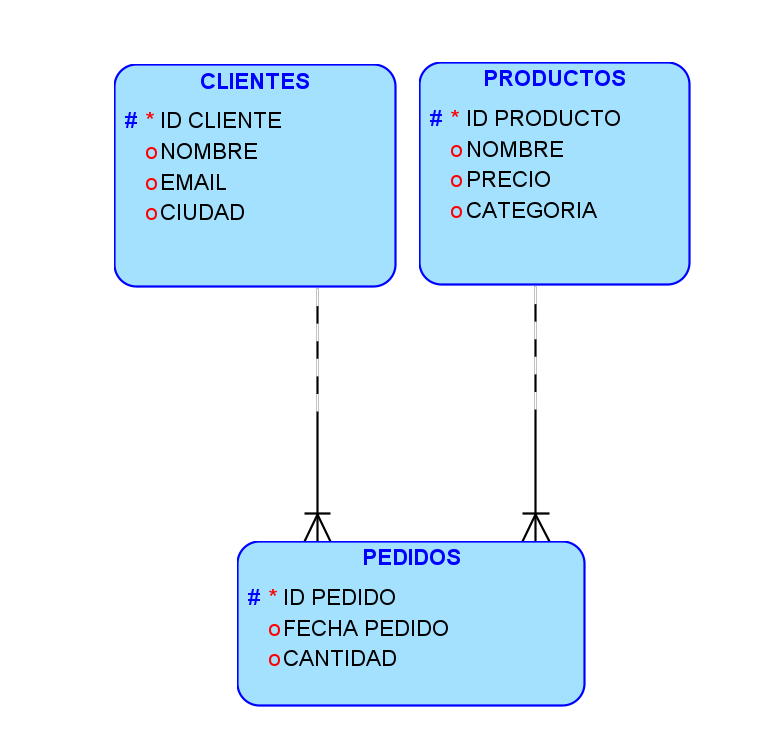 CLIENTES
# * ID CLIENTE
o NOMBRE
o EMAIL
o CIUDAD
PRODUCTOS
# * ID PRODUCTO
o NOMBRE
o PRECIO
o CATEGORIA
PEDIDOS
# * ID PEDIDO
o FECHA PEDIDO
o CANTIDAD